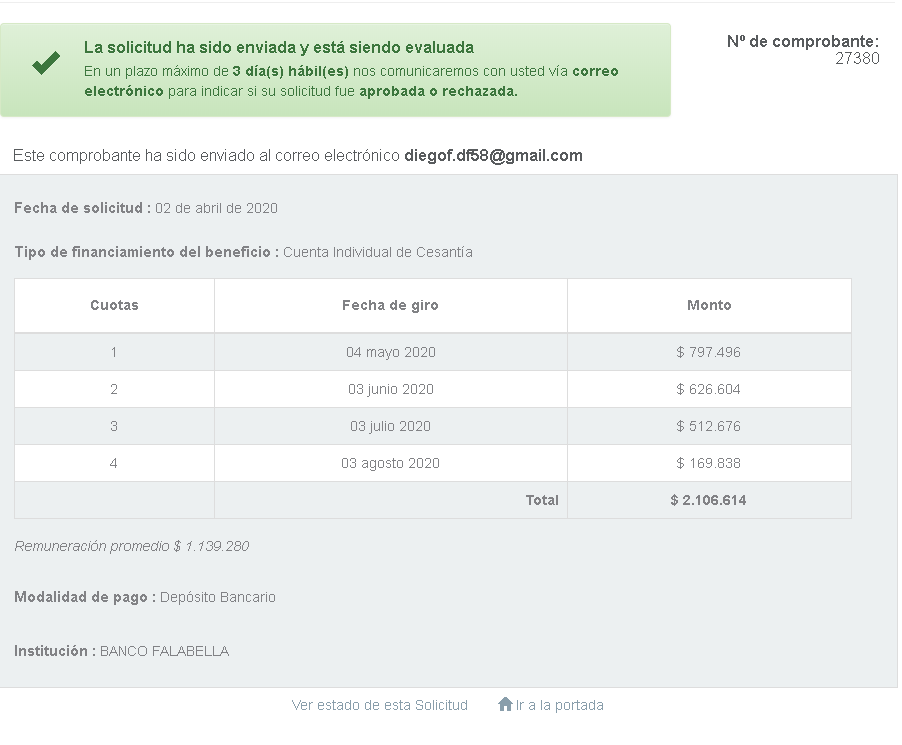 La solicitud ha sido enviada y está siendo evaluada
En un plazo máximo de 3 día(s) hábil(es) nos comunicaremos con usted vía correo
electrónico para indicar si su solicitud fue aprobada o rechazada.
Nº de comprobante:
27380
Este comprobante ha sido enviado al correo electrónico diegof.df58@gmail.com
Fecha de solicitud : 02 de abril de 2020
Tipo de financiamiento del beneficio : Cuenta Individual de Cesantía
Cuotas Fecha de giro Monto
1 04 mayo 2020 $ 797.496
2 03 junio 2020 $ 626.604
3 03 julio 2020 $ 512.676
4 03 agosto 2020 $ 169.838
Total $ 2.106.614
Remuneración promedio $ 1.139.280
Modalidad de pago : Depósito Bancario
Institución : BANCO FALABELLA
Ver estado de esta Solicitud Ir a la portada